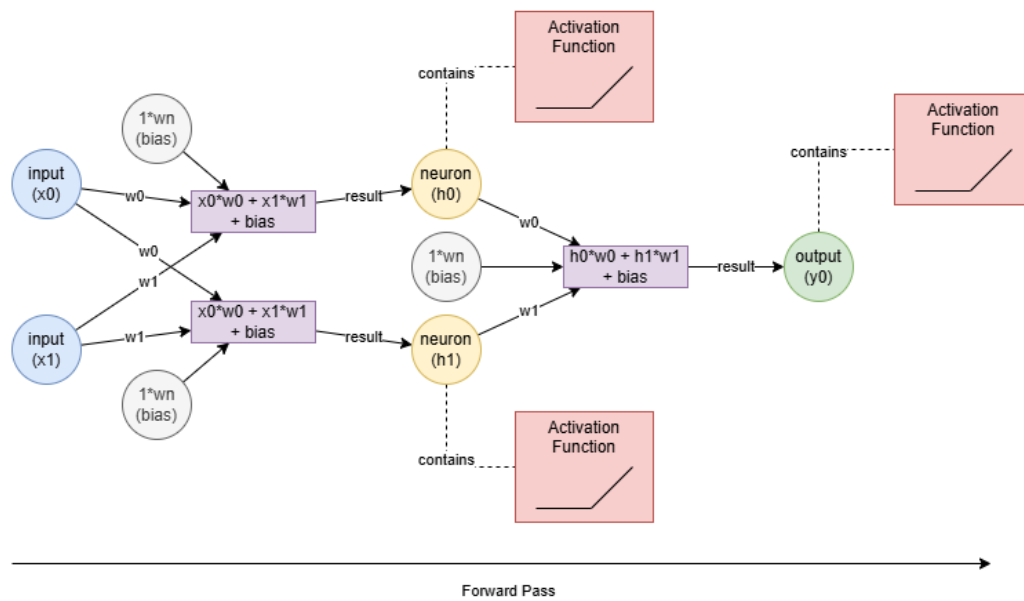 Activation
Function
contains
1*wn
(bias)
Activation
Function
contains
input
(x0)
w0
x0*w0 + x1*w1
+ bias
result
neuron
(h0)
w0
w0
w1
1*wn
(bias)
h0*w0 + h1*w1
+ bias
result
output
(y0)
input
(x1)
w1
x0*w0 + x1*w1
+ bias
result
neuron
(h1)
w1
1*wn
(bias)
contains
Activation
Function
Forward Pass